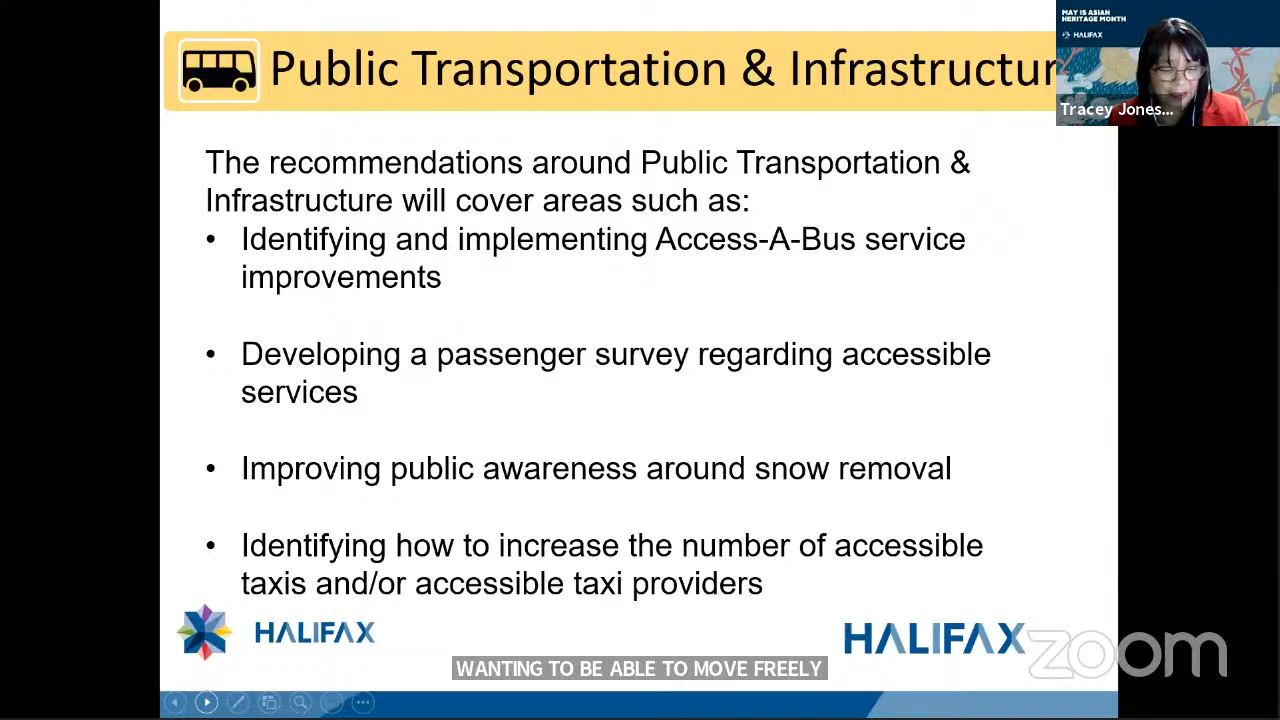 Public Transportation & Infrastructur
MAY IS ASIAN
HERITAGE MONTH
HALIFAX
Tracey Jones...
The recommendations around Public Transportation &
Infrastructure will cover areas such as:
• Identifying and implementing Access-A-Bus service
improvements
• Developing a passenger survey regarding accessible
services
• Improving public awareness around snow removal
• Identifying how to increase the number of accessible
taxis and/or accessible taxi providers
HALIFAX
HALIFAX
zoom
WANTING TO BE ABLE TO MOVE FREELY